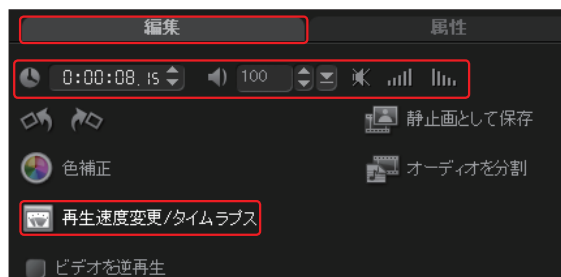 編集 属性
0:00:08.15 100
静止画として保存
色補正 オーディオを分割
再生速度変更/タイムラプス
ビデオを逆再生